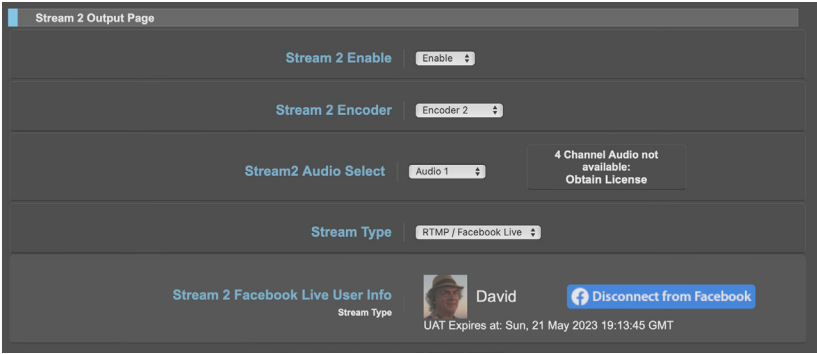 Stream 2 Output Page
Stream 2 Enable
Enable
Stream 2 Encoder
Encoder 2
Stream2 Audio Select
Audio 1
4 Channel Audio not
available:
Obtain License
Stream Type
RTMP / Facebook Live
Stream 2 Facebook Live User Info
Stream Type
David
Disconnect from Facebook
UAT Expires at: Sun, 21 May 2023 19:13:45 GMT